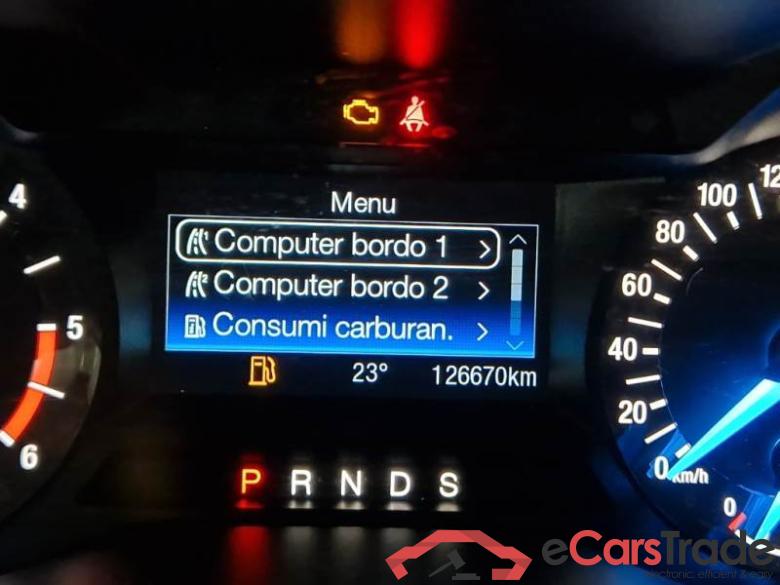 Menu
Computer bordo 1
Computer bordo 2
Consumi carburan.
23° 126670km
P R N D S
4
5
6
100
80
60
40
20
0 km/h
0
eCarsTrade